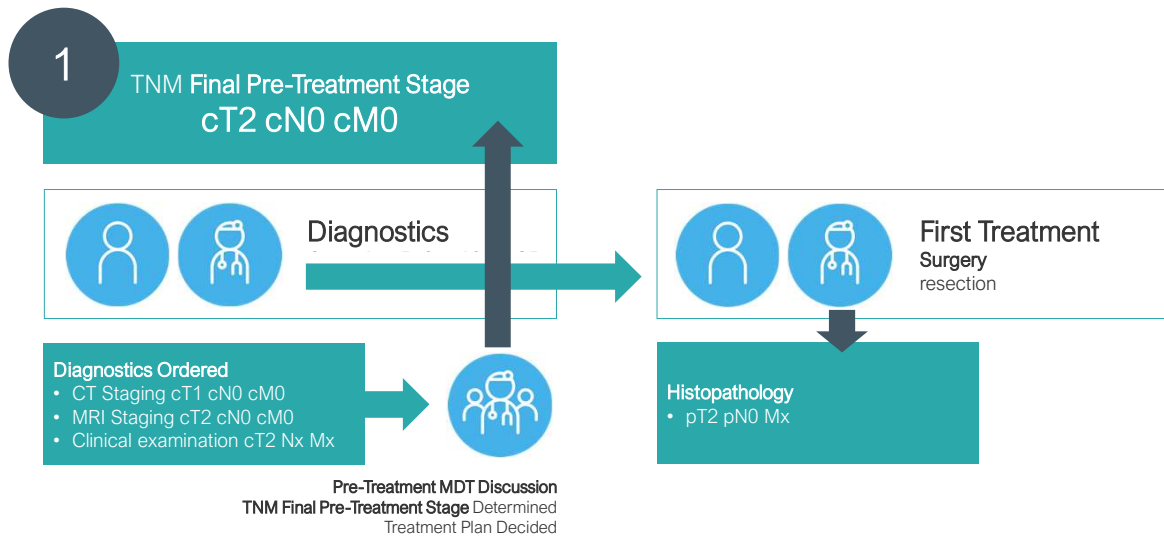 1
TNM Final Pre-Treatment Stage
cT2 cN0 cM0
Diagnostics
First Treatment
Surgery
resection
Diagnostics Ordered
• CT Staging cT1 cN0 cM0
• MRI Staging cT2 cN0 cM0
• Clinical examination cT2 Nx Mx
Histopathology
• pT2 pN0 Mx
Pre-Treatment MDT Discussion
TNM Final Pre-Treatment Stage Determined
Treatment Plan Decided